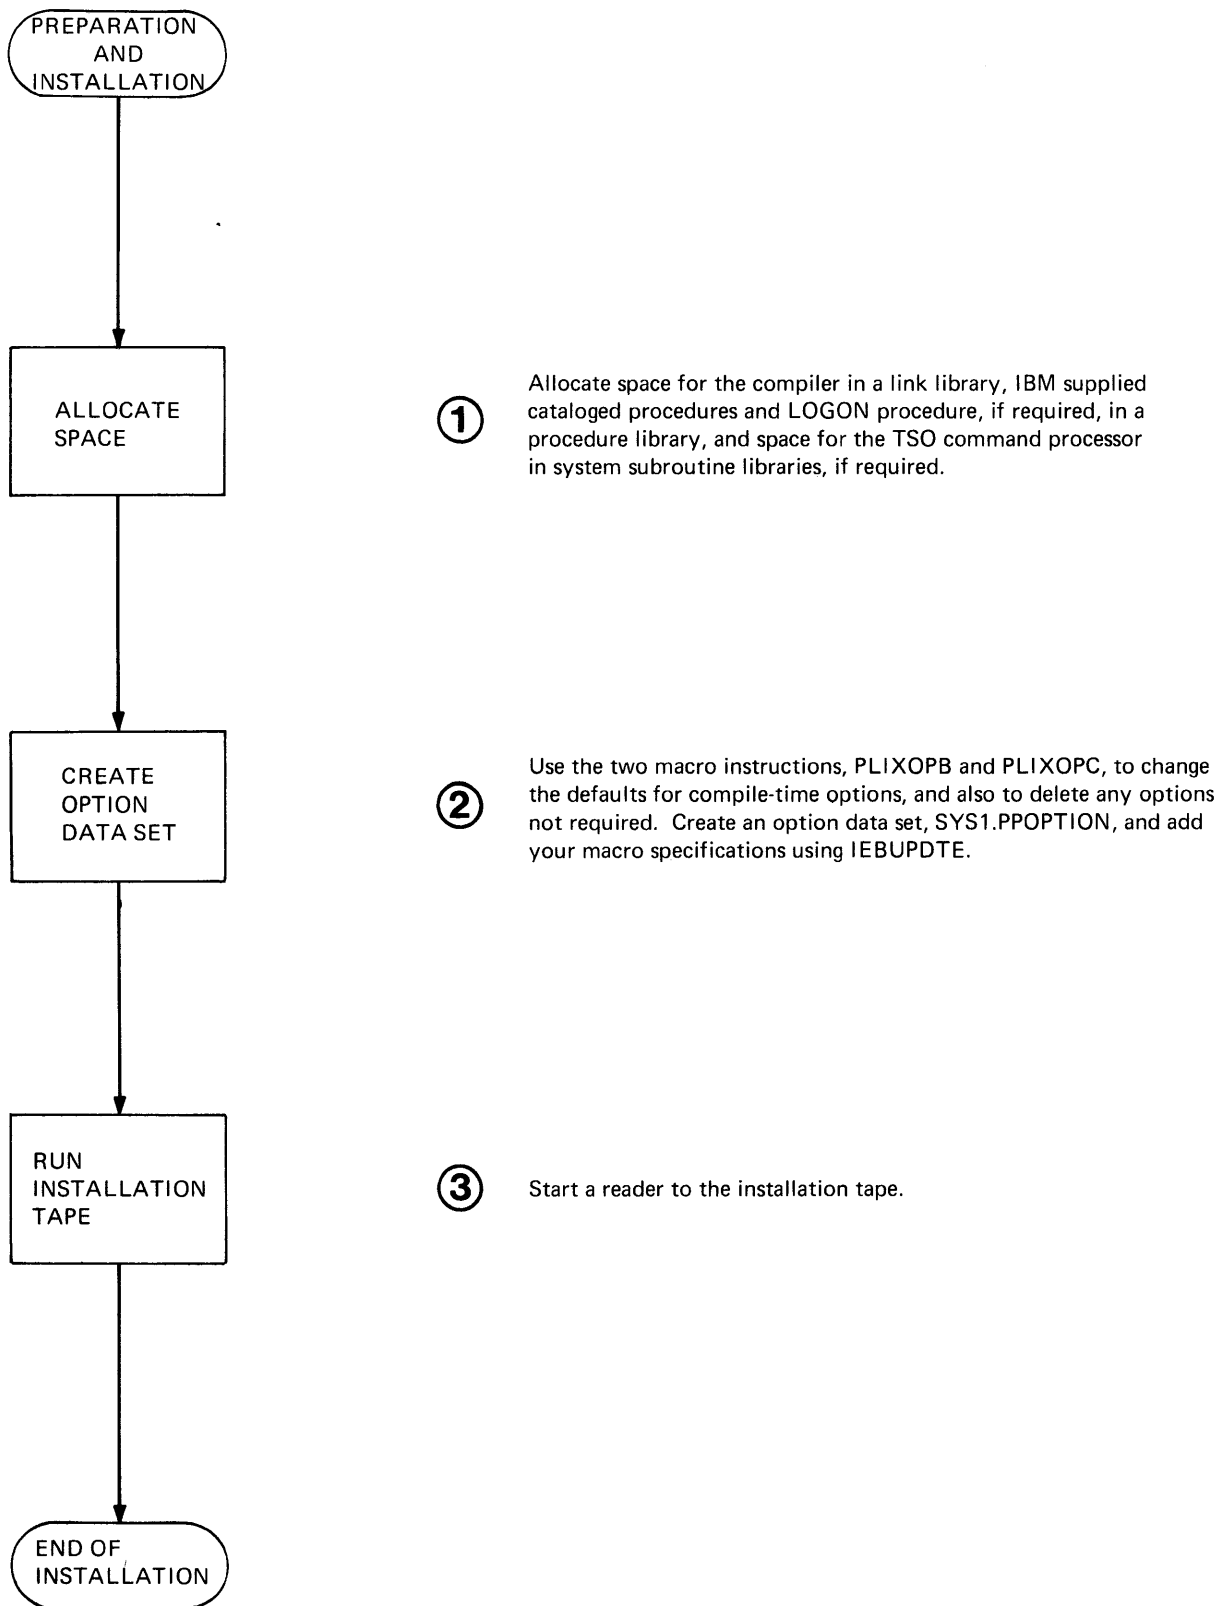 PREPARATION
AND
INSTALLATION
ALLOCATE
SPACE
1
Allocate space for the compiler in a link library, IBM supplied
cataloged procedures and LOGON procedure, if required, in a
procedure library, and space for the TSO command processor
in system subroutine libraries, if required.
CREATE
OPTION
DATA SET
2
Use the two macro instructions, PLIXOPB and PLIXOPC, to change
the defaults for compile-time options, and also to delete any options
not required. Create an option data set, SYS1.PPOPTION, and add
your macro specifications using IEBUPDTE.
RUN
INSTALLATION
TAPE
3
Start a reader to the installation tape.
END OF
INSTALLATION